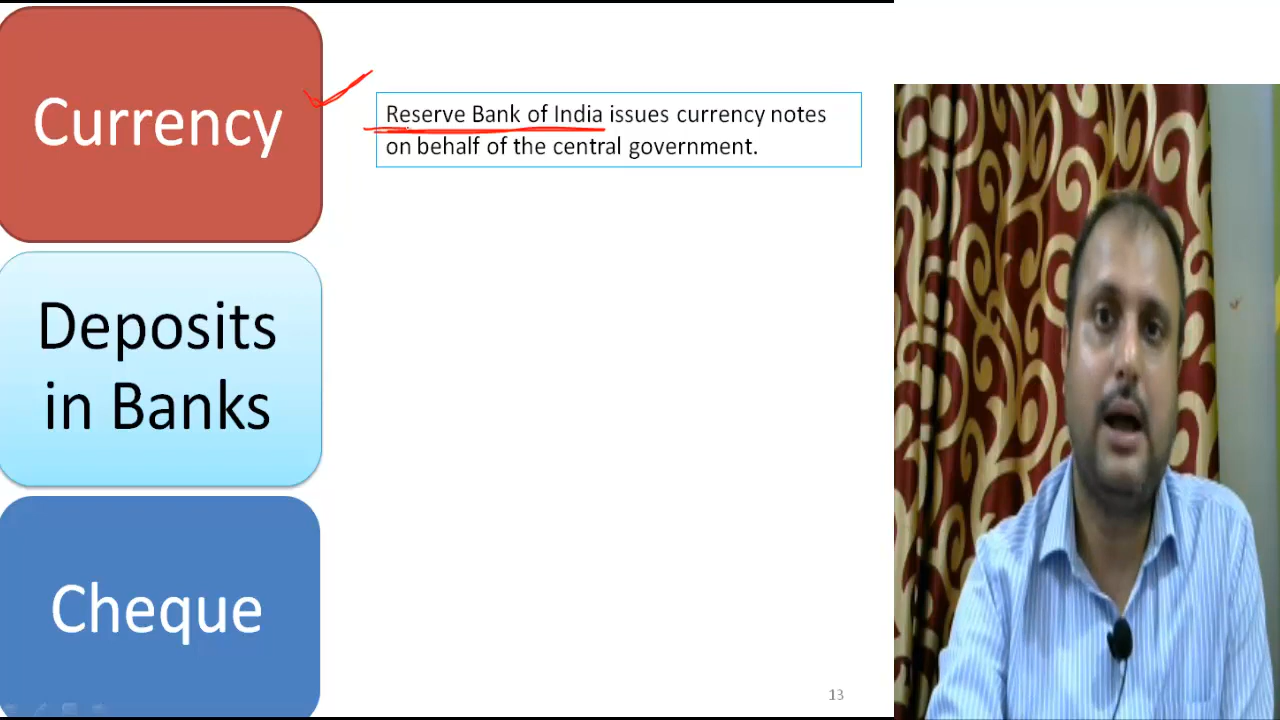 Currency
Reserve Bank of India issues currency notes
on behalf of the central government.
Deposits
in Banks
Cheque
13